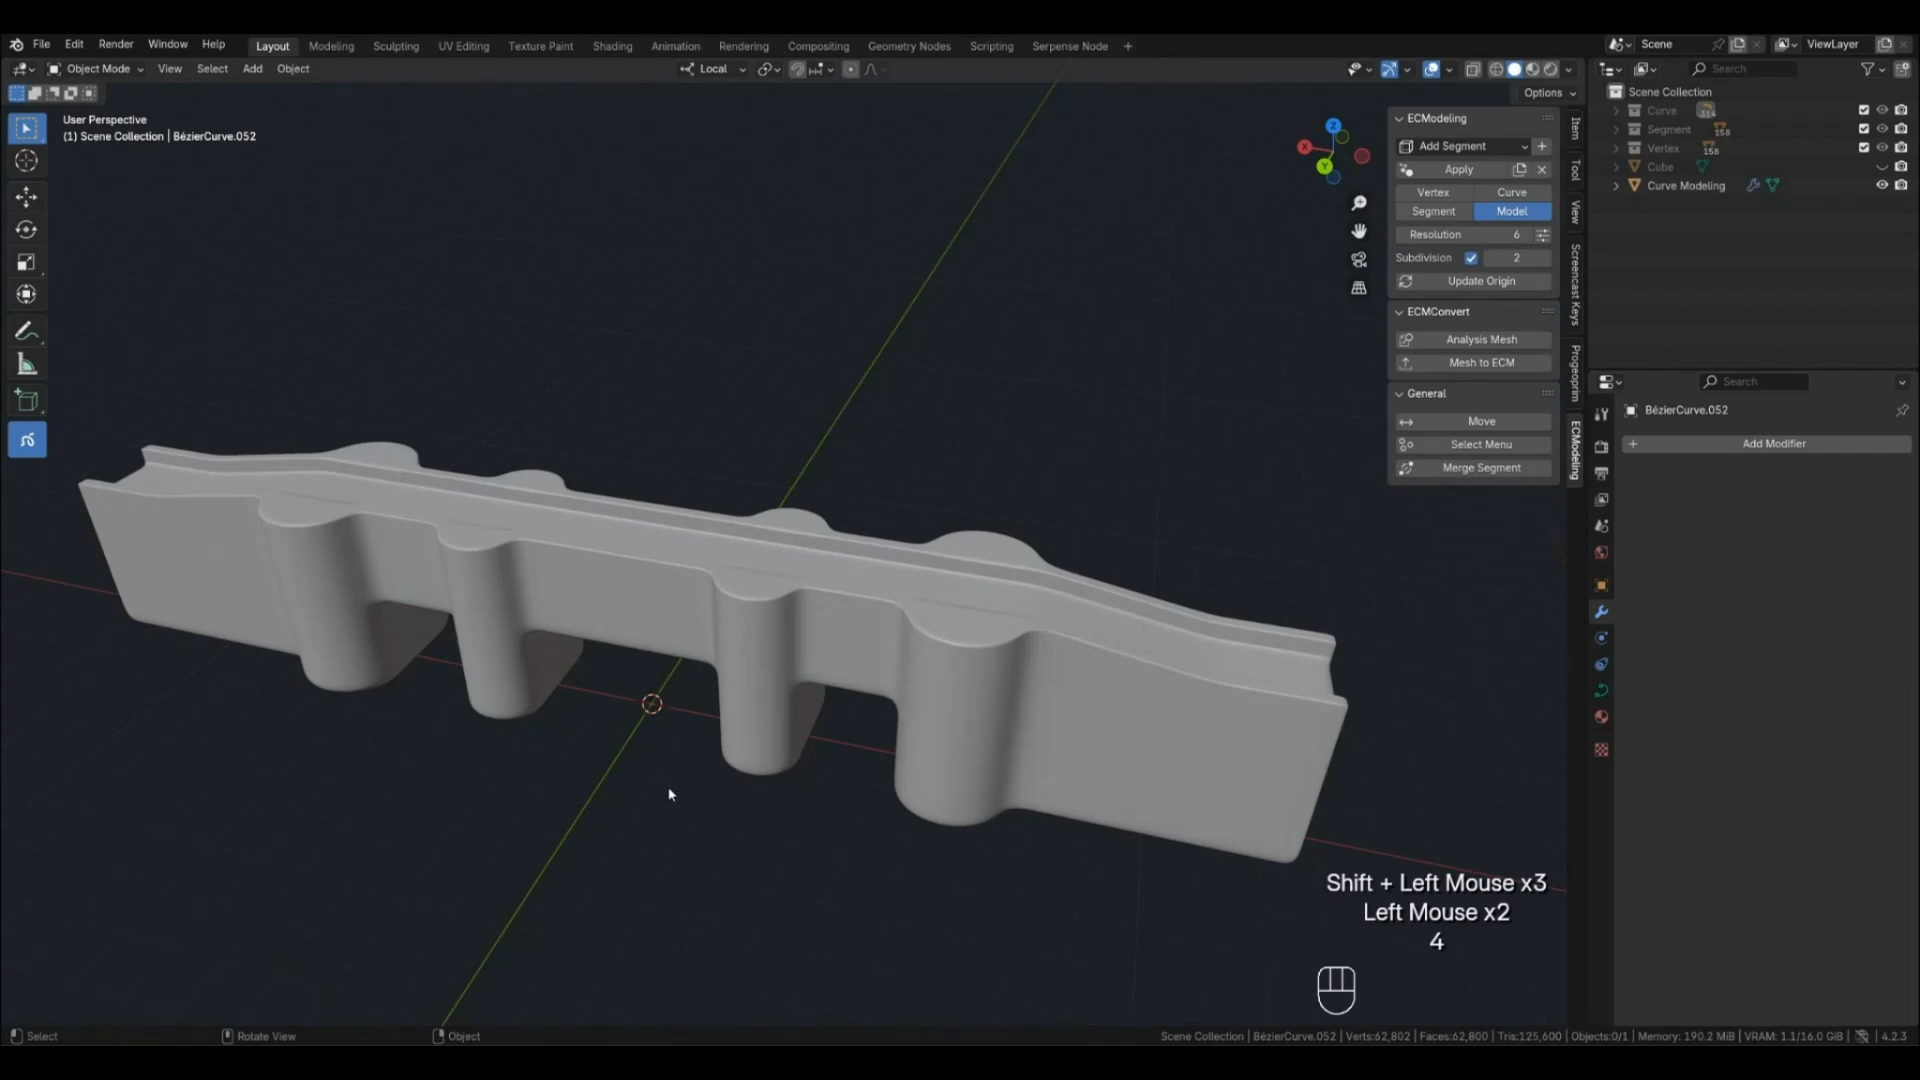 File Edit Render Window Help Layout Modeling Sculpting UV Editing Texture Paint Shading Animation Rendering Compositing Geometry Nodes Scripting Serpense Node + Scene ViewLayer
Object Mode View Select Add Object Local Search
Options
User Perspective
(1) Scene Collection | BézierCurve.052
X
Y
Z
ECModeling
Add Segment
Apply
Vertex Curve
Segment Model
Resolution 6
Subdivision 2
Update Origin
ECMConvert
Analysis Mesh
Mesh to ECM
General
Move
Select Menu
Merge Segment
Item
Tool
View
Screencast Keys
Progeoprim
ECModeling
Scene Collection
Curve 314
Segment 158
Vertex 158
Cube
Curve Modeling
Search
BézierCurve.052
+ Add Modifier
Shift + Left Mouse x3
Left Mouse x2
4
Select Rotate View Object Scene Collection | BézierCurve.052 | Verts:62,802 | Faces:62,800 | Tris:125,600 | Objects:0/1 | Memory: 190.2 MiB | VRAM: 1.1/16.0 GiB | 4.2.3